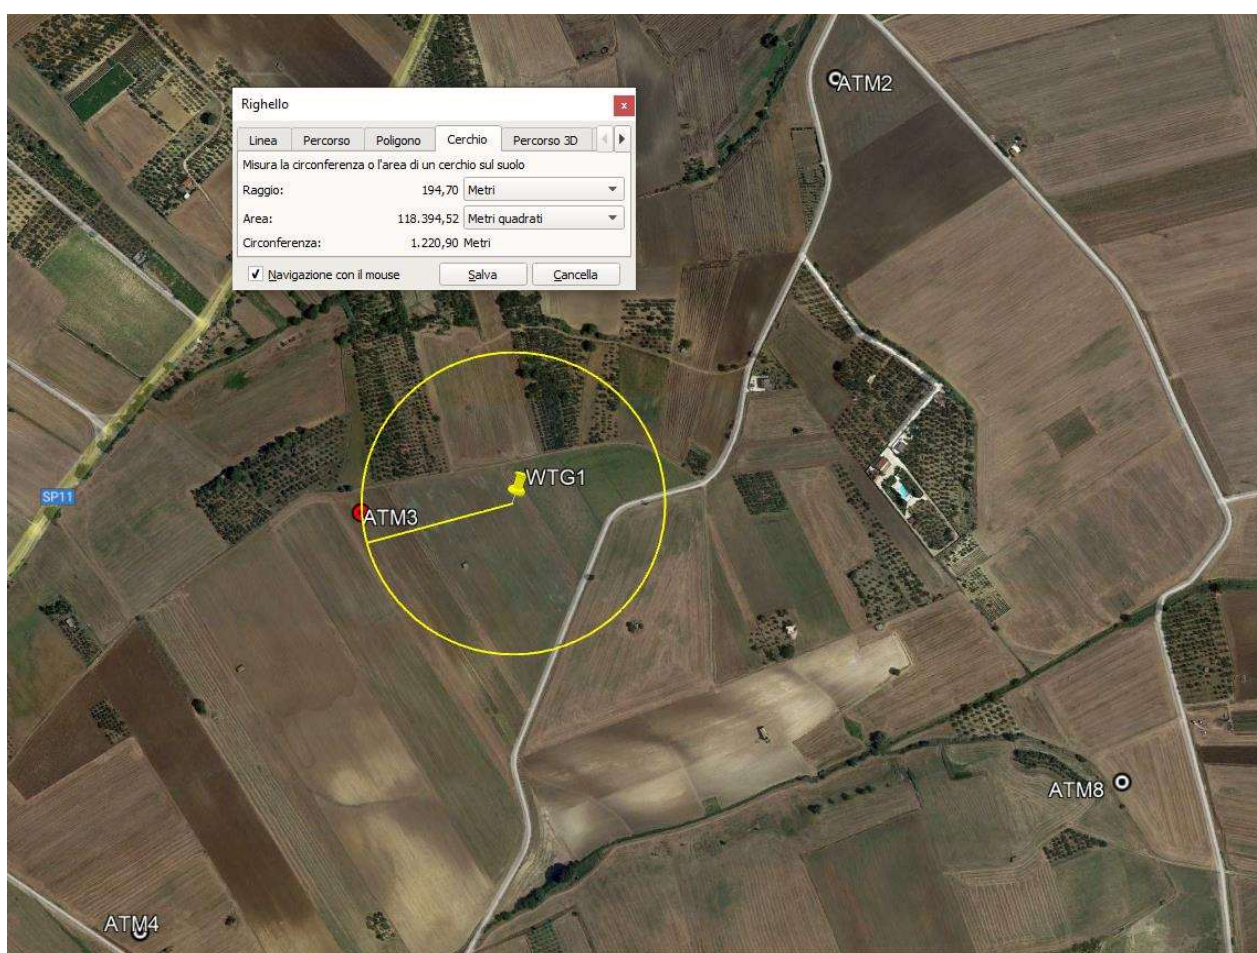 ATM2
Righello
x
Linea Percorso Poligono Cerchio Percorso 3D
Misura la circonferenza o l'area di un cerchio sul suolo
Raggio: 194,70 Metri
Area: 118.394,52 Metri quadrati
Circonferenza: 1.220,90 Metri
Navigazione con il mouse Salva Cancella
WTG1
SP11
ATM3
ATM8
ATM4